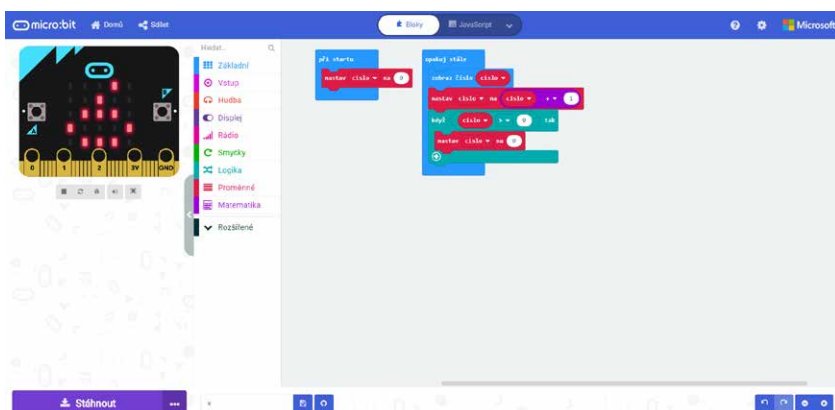 micro:bit Domů Sdílet Bloky JavaScript Microsoft
Hledat...
Základní
Vstup
Hudba
Displej
Rádio
Smyčky
Logika
Proměnné
Matematika
Rozšířené
při startu
nastav cislo na 0
opakuj stále
zobraz číslo cislo
nastav cislo na cislo + 1
když cislo > tak
nastav cislo na 0
0 1 2 3V GND
Stáhnout